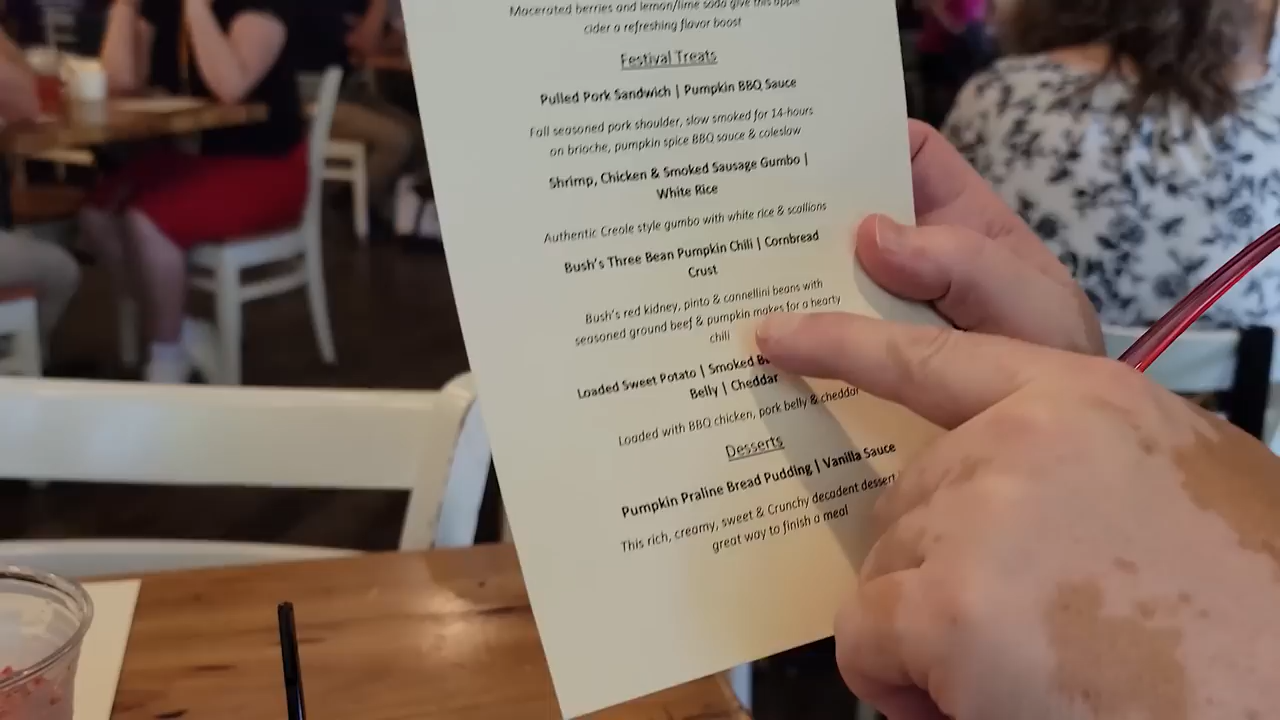 Macerated berries and lemon/lime soda give this apple
cider a refreshing flavor boost
Festival Treats
Pulled Pork Sandwich | Pumpkin BBQ Sauce
Fall seasoned pork shoulder, slow smoked for 14-hours
on brioche, pumpkin spice BBQ sauce & coleslaw
Shrimp, Chicken & Smoked Sausage Gumbo |
White Rice
Authentic Creole style gumbo with white rice & scallions
Bush's Three Bean Pumpkin Chili | Cornbread
Crust
Bush's red kidney, pinto & cannellini beans with
seasoned ground beef & pumpkin makes for a hearty
chili
Loaded Sweet Potato | Smoked
Belly | Cheddar
Loaded with BBQ chicken, pork belly & cheddar
Desserts
Pumpkin Praline Bread Pudding | Vanilla Sauce
This rich, creamy, sweet & Crunchy decadent dessert
great way to finish a meal